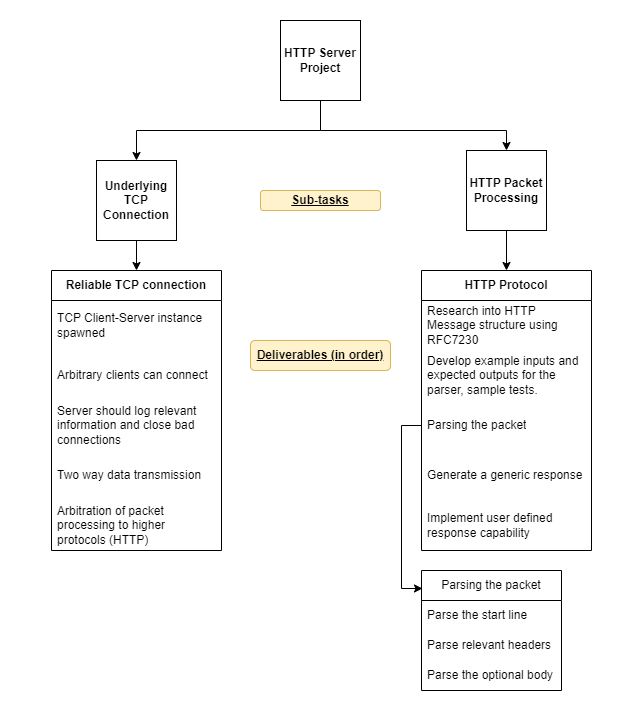 HTTP Server
Project
Underlying
TCP
Connection
Sub-tasks
HTTP Packet
Processing
Reliable TCP connection
TCP Client-Server instance
spawned
Arbitrary clients can connect
Server should log relevant
information and close bad
connections
Two way data transmission
Arbitration of packet
processing to higher
protocols (HTTP)
Deliverables (in order)
HTTP Protocol
Research into HTTP
Message structure using
RFC7230
Develop example inputs and
expected outputs for the
parser, sample tests.
Parsing the packet
Generate a generic response
Implement user defined
response capability
Parsing the packet
Parse the start line
Parse relevant headers
Parse the optional body